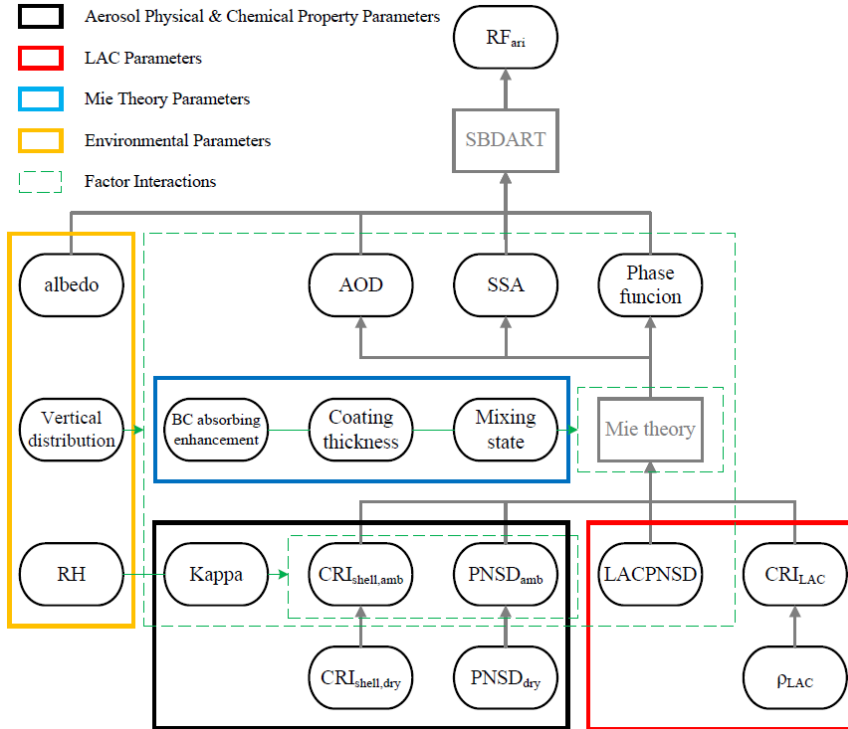 Aerosol Physical & Chemical Property Parameters
LAC Parameters
Mie Theory Parameters
Environmental Parameters
Factor Interactions
RFari
SBDART
albedo
AOD
SSA
Phase
funcion
Vertical
distribution
BC absorbing
enhancement
Coating
thickness
Mixing
state
Mie theory
RH
Kappa
CRIshell,amb
PNSDamb
LACPNSD
CRILAC
CRIshell,dry
PNSDdry
ρLAC